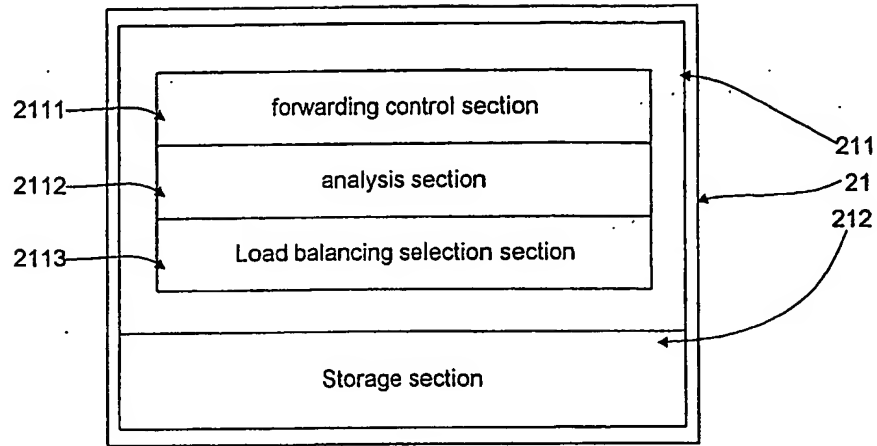 2111
forwarding control section
2112
analysis section
2113
Load balancing selection section
211
21
212
Storage section